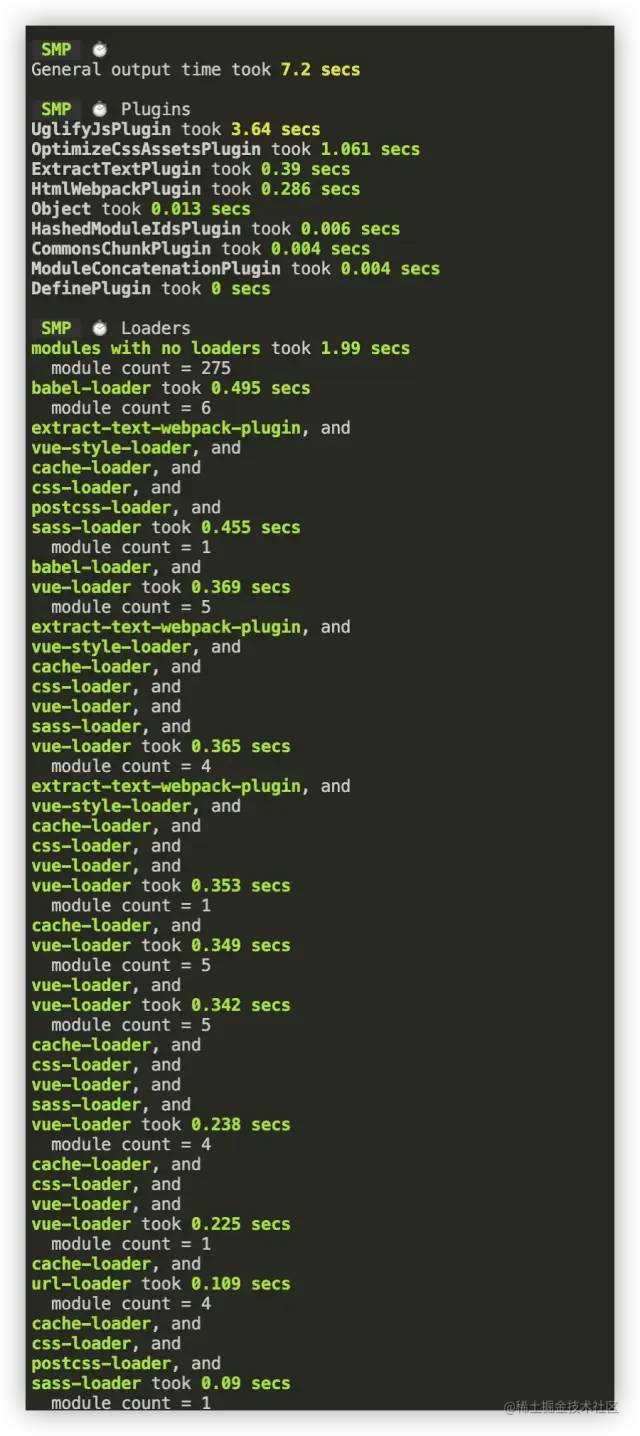 SMP ⏱
General output time took 7.2 secs
SMP ⏱ Plugins
UglifyJsPlugin took 3.64 secs
OptimizeCssAssetsPlugin took 1.061 secs
ExtractTextPlugin took 0.39 secs
HtmlWebpackPlugin took 0.286 secs
Object took 0.013 secs
HashedModuleIdsPlugin took 0.006 secs
CommonsChunkPlugin took 0.004 secs
ModuleConcatenationPlugin took 0.004 secs
DefinePlugin took 0 secs
SMP ⏱ Loaders
modules with no loaders took 1.99 secs
module count = 275
babel-loader took 0.495 secs
module count = 6
extract-text-webpack-plugin, and
vue-style-loader, and
cache-loader, and
css-loader, and
postcss-loader, and
sass-loader took 0.455 secs
module count = 1
babel-loader, and
vue-loader took 0.369 secs
module count = 5
extract-text-webpack-plugin, and
vue-style-loader, and
cache-loader, and
css-loader, and
vue-loader, and
sass-loader, and
vue-loader took 0.365 secs
module count = 4
extract-text-webpack-plugin, and
vue-style-loader, and
cache-loader, and
css-loader, and
vue-loader, and
vue-loader took 0.353 secs
module count = 1
cache-loader, and
vue-loader took 0.349 secs
module count = 5
vue-loader, and
vue-loader took 0.342 secs
module count = 5
cache-loader, and
css-loader, and
vue-loader, and
sass-loader, and
vue-loader took 0.238 secs
module count = 4
cache-loader, and
css-loader, and
vue-loader, and
vue-loader took 0.225 secs
module count = 1
cache-loader, and
url-loader took 0.109 secs
module count = 4
cache-loader, and
css-loader, and
postcss-loader, and
sass-loader took 0.09 secs
module count = 1
@稀土掘金技术社区